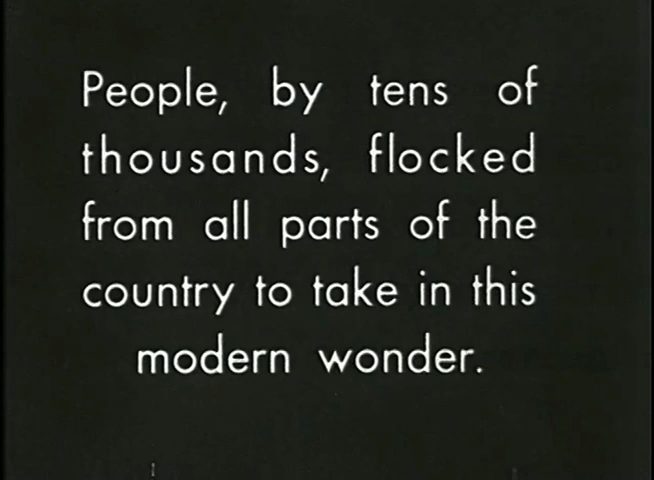 People, by tens of
thousands, flocked
from all parts of the
country to take in this
modern wonder.